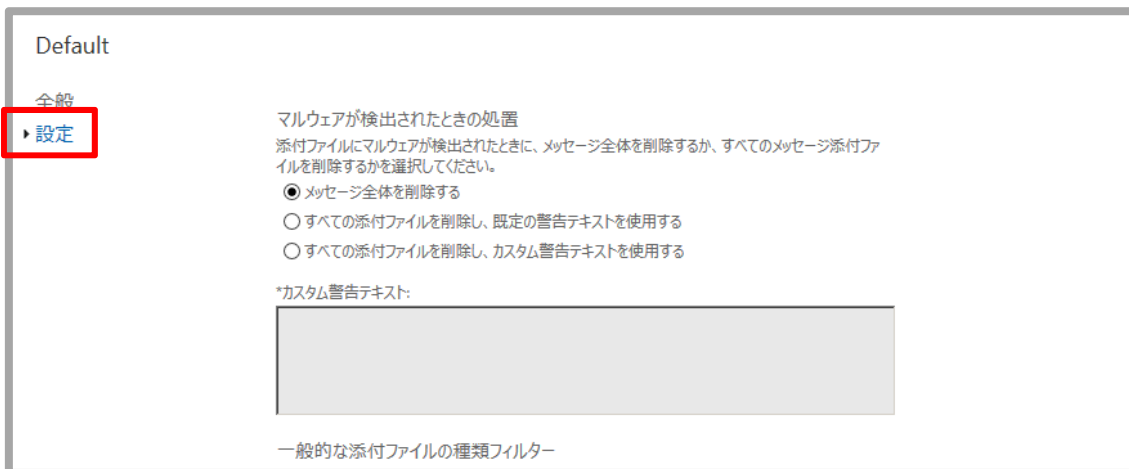 Default
全般
設定
マルウェアが検出されたときの処置
添付ファイルにマルウェアが検出されたときに、メッセージ全体を削除するか、すべてのメッセージ添付ファ
イルを削除するかを選択してください。
メッセージ全体を削除する
すべての添付ファイルを削除し、既定の警告テキストを使用する
すべての添付ファイルを削除し、カスタム警告テキストを使用する
*カスタム警告テキスト:
一般的な添付ファイルの種類フィルター